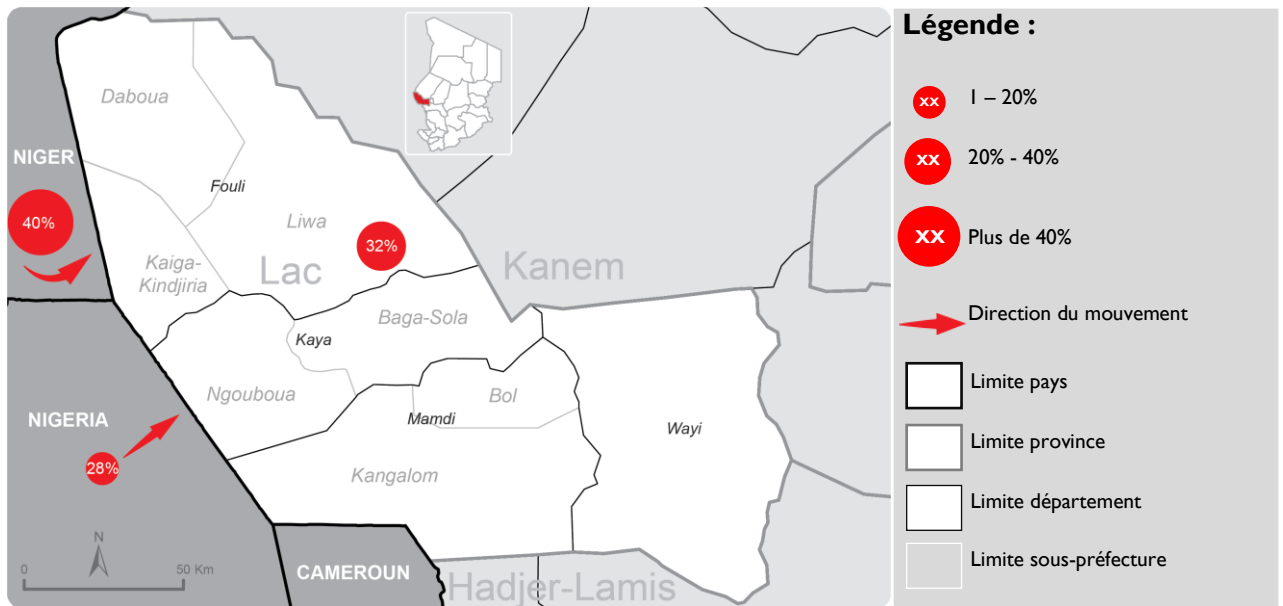 Daboua
NIGER
Fouli
40%
Liwa
32%
Kaiga-
Kindjiria
Lac
Kanem
Baga-Sola
Kaya
Ngouboua
Bol
NIGERIA
Mamdi
Wayi
28%
Kangalom
N
0 50 Km
CAMEROUN
Hadjer-Lamis
Légende :
xx 1 – 20%
xx 20% - 40%
xx Plus de 40%
Direction du mouvement
Limite pays
Limite province
Limite département
Limite sous-préfecture